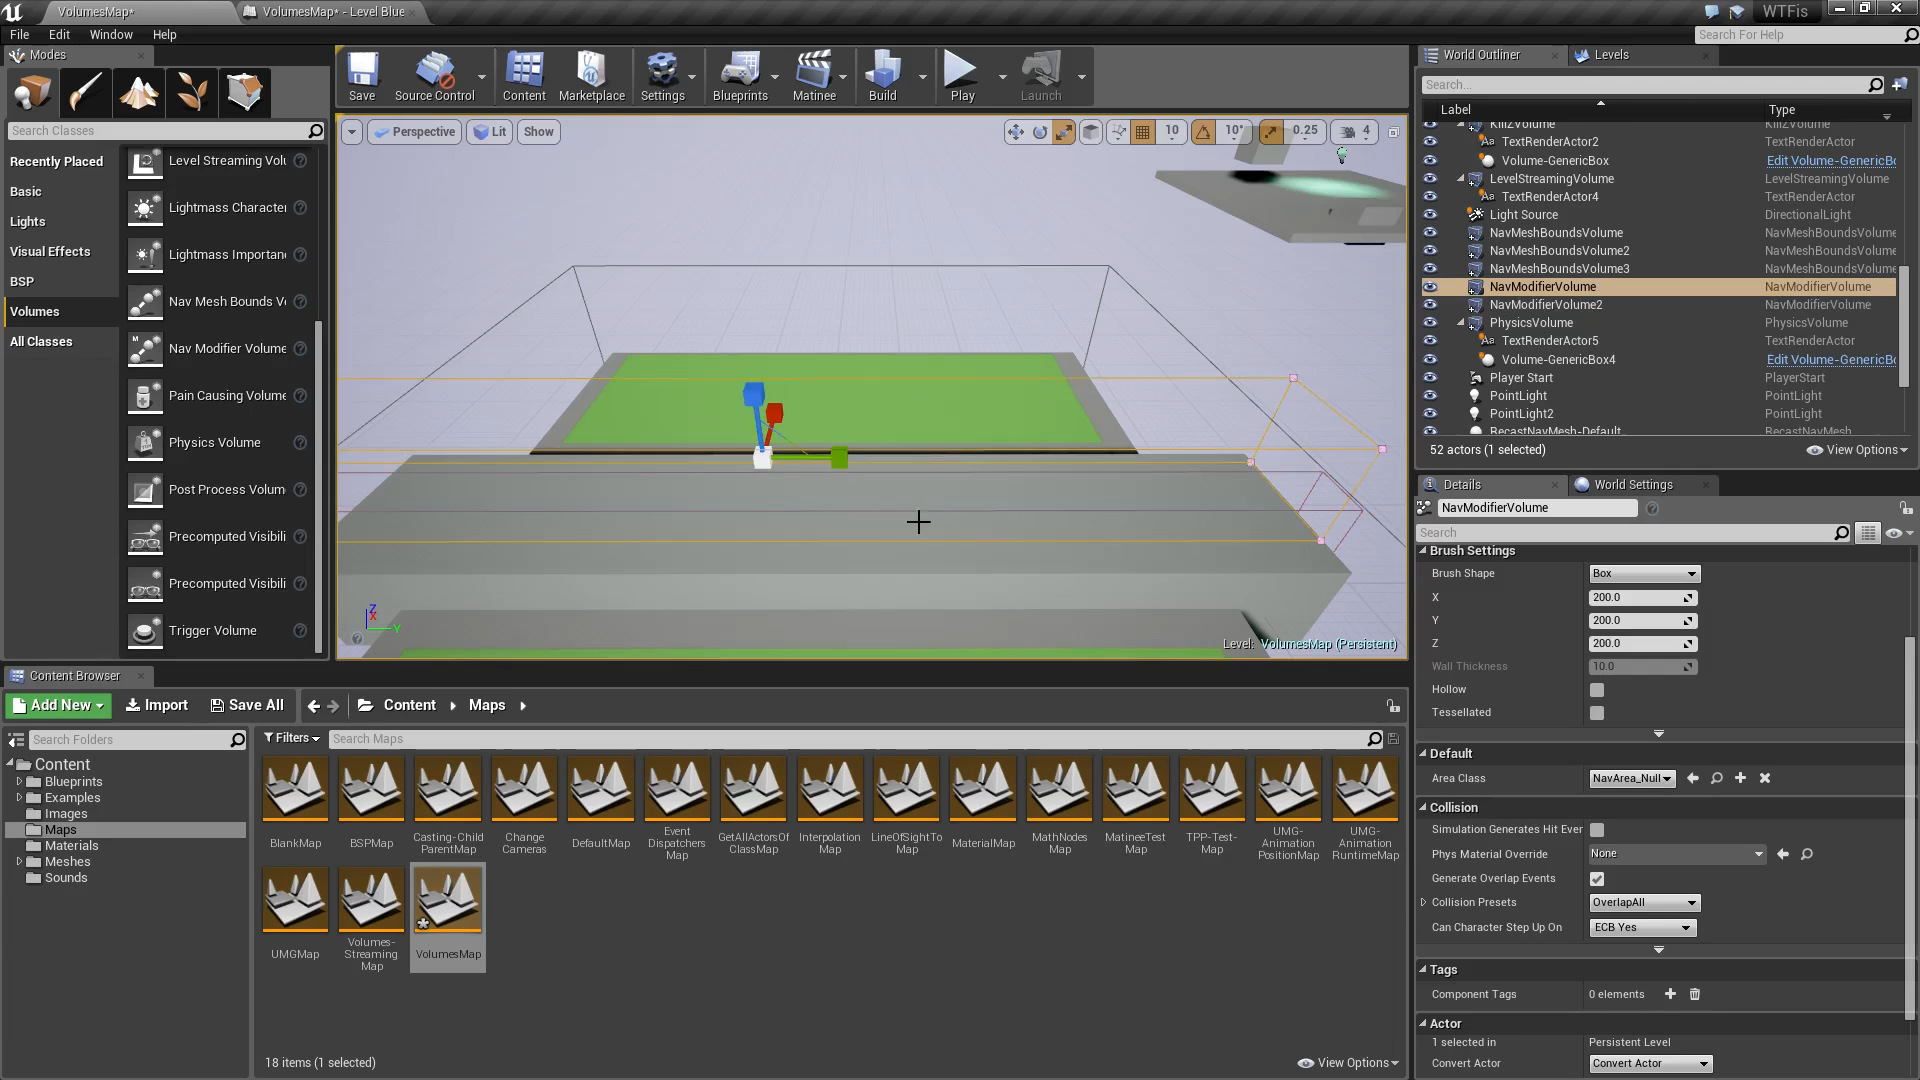 VolumesMap*
VolumesMap* - Level Blue
WTFis
File
Edit
Window
Help
Search For Help
Modes
Search Classes
Recently Placed
Basic
Lights
Visual Effects
BSP
Volumes
All Classes
Level Streaming Volu
Lightmass Character
Lightmass Importan
Nav Mesh Bounds Vo
Nav Modifier Volume
Pain Causing Volume
Physics Volume
Post Process Volum
Precomputed Visibili
Precomputed Visibili
Trigger Volume
Save
Source Control
Content
Marketplace
Settings
Blueprints
Matinee
Build
Play
Launch
Perspective
Lit
Show
10
10°
0.25
4
Z
X
Y
Level: VolumesMap (Persistent)
World Outliner
Levels
Search...
Label
Type
KillZVolume
KillZVolume
TextRenderActor2
TextRenderActor
Volume-GenericBox
Edit Volume-GenericBo
LevelStreamingVolume
LevelStreamingVolume
TextRenderActor4
TextRenderActor
Light Source
DirectionalLight
NavMeshBoundsVolume
NavMeshBoundsVolume
NavMeshBoundsVolume2
NavMeshBoundsVolume
NavMeshBoundsVolume3
NavMeshBoundsVolume
NavModifierVolume
NavModifierVolume
NavModifierVolume2
NavModifierVolume
PhysicsVolume
PhysicsVolume
TextRenderActor5
TextRenderActor
Volume-GenericBox4
Edit Volume-GenericBo
Player Start
PlayerStart
PointLight
PointLight
PointLight2
PointLight
RecastNavMesh-Default
RecastNavMesh
52 actors (1 selected)
View Options
Details
World Settings
NavModifierVolume
Search
Brush Settings
Brush Shape
Box
X
200.0
Y
200.0
Z
200.0
Wall Thickness
10.0
Hollow
Tessellated
Default
Area Class
NavArea_Null
Collision
Simulation Generates Hit Ever
Phys Material Override
None
Generate Overlap Events
Collision Presets
OverlapAll
Can Character Step Up On
ECB Yes
Tags
Component Tags
0 elements
Actor
1 selected in
Persistent Level
Convert Actor
Convert Actor
Content Browser
Add New
Import
Save All
Content
Maps
Search Folders
Filters
Search Maps
Content
Blueprints
Examples
Images
Maps
Materials
Meshes
Sounds
BlankMap
BSPMap
Casting-Child
ParentMap
Change
Cameras
DefaultMap
Event
Dispatchers
Map
GetAllActorsOf
ClassMap
Interpolation
Map
LineOfSightTo
Map
MaterialMap
MathNodes
Map
MatineeTest
Map
TPP-Test-
Map
UMG-
Animation
PositionMap
UMG-
Animation
RuntimeMap
UMGMap
Volumes-
Streaming
Map
VolumesMap
18 items (1 selected)
View Options